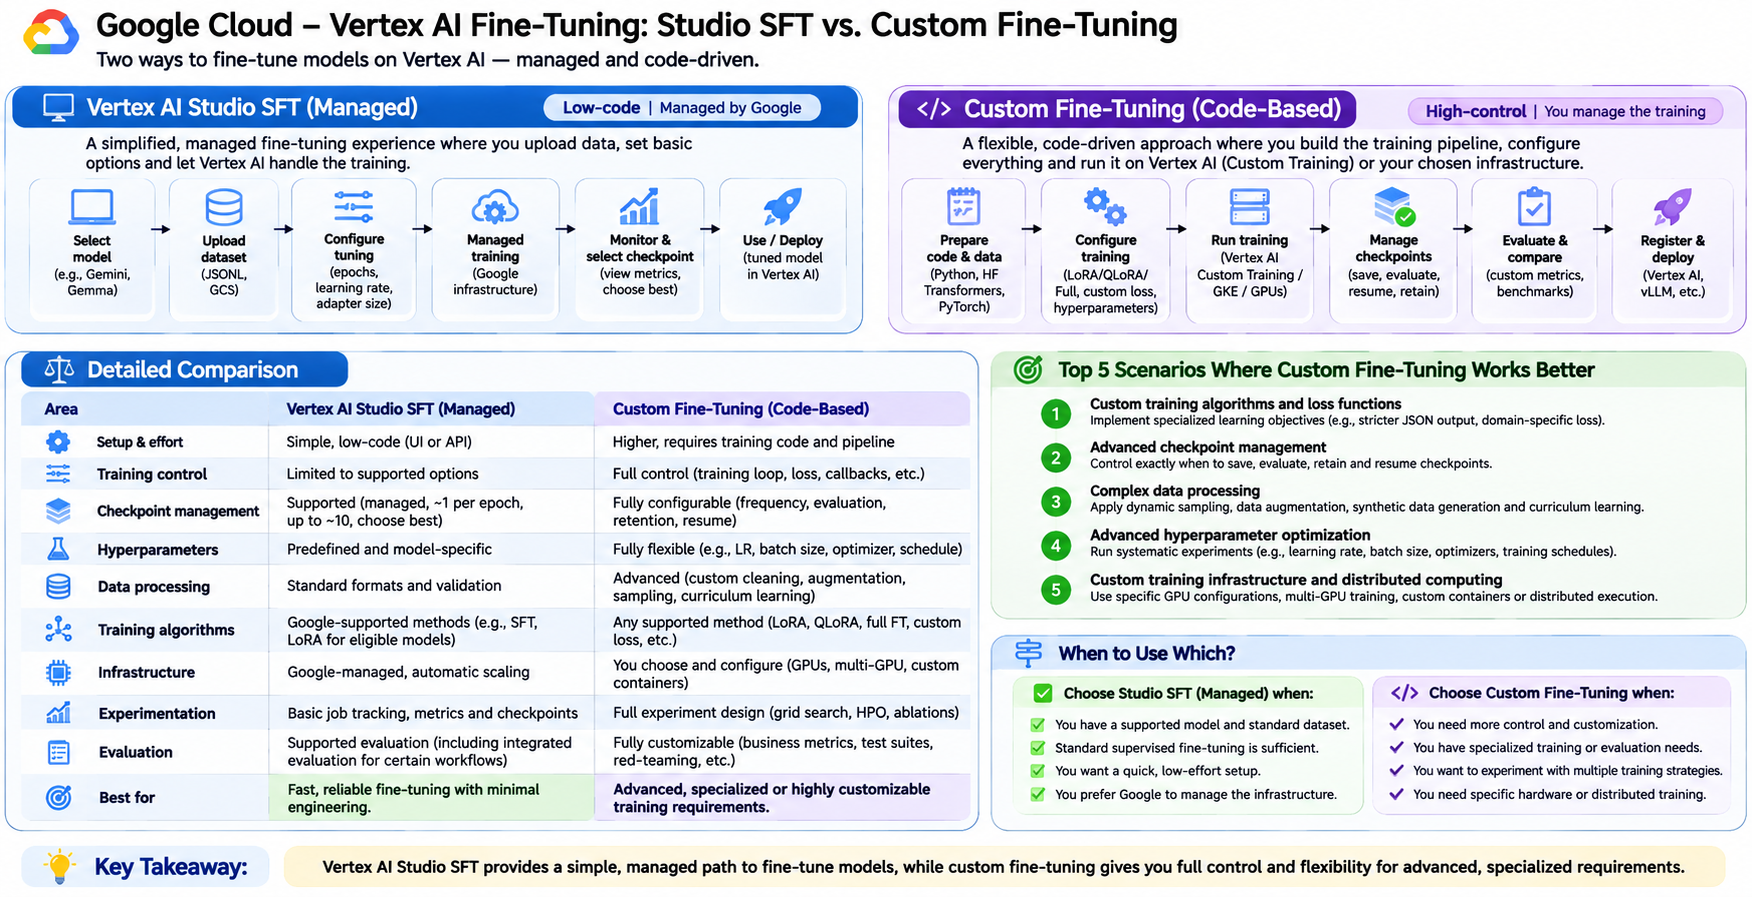 Google Cloud – Vertex AI Fine-Tuning: Studio SFT vs. Custom Fine-Tuning
Two ways to fine-tune models on Vertex AI — managed and code-driven.
Vertex AI Studio SFT (Managed)
Low-code | Managed by Google
A simplified, managed fine-tuning experience where you upload data, set basic
options and let Vertex AI handle the training.
Select
model
(e.g., Gemini,
Gemma)
Upload
dataset
(JSONL,
GCS)
Configure
tuning
(epochs,
learning rate,
adapter size)
Managed
training
(Google
infrastructure)
Monitor &
select checkpoint
(view metrics,
choose best)
Use / Deploy
(tuned model
in Vertex AI)
</> Custom Fine-Tuning (Code-Based)
High-control | You manage the training
A flexible, code-driven approach where you build the training pipeline, configure
everything and run it on Vertex AI (Custom Training) or your chosen infrastructure.
Prepare
code & data
(Python, HF
Transformers,
PyTorch)
Configure
training
(LoRA/QLoRA/
Full, custom loss,
hyperparameters)
Run training
(Vertex AI
Custom Training /
GKE / GPUs)
Manage
checkpoints
(save, evaluate,
resume, retain)
Evaluate &
compare
(custom metrics,
benchmarks)
Register &
deploy
(Vertex AI,
vLLM, etc.)
Detailed Comparison
Area
Vertex AI Studio SFT (Managed)
Custom Fine-Tuning (Code-Based)
Setup & effort
Simple, low-code (UI or API)
Higher, requires training code and pipeline
Training control
Limited to supported options
Full control (training loop, loss, callbacks, etc.)
Checkpoint management
Supported (managed, ~1 per epoch,
up to ~10, choose best)
Fully configurable (frequency, evaluation,
retention, resume)
Hyperparameters
Predefined and model-specific
Fully flexible (e.g., LR, batch size, optimizer, schedule)
Data processing
Standard formats and validation
Advanced (custom cleaning, augmentation,
sampling, curriculum learning)
Training algorithms
Google-supported methods (e.g., SFT,
LoRA for eligible models)
Any supported method (LoRA, QLoRA, full FT, custom
loss, etc.)
Infrastructure
Google-managed, automatic scaling
You choose and configure (GPUs, multi-GPU, custom
containers)
Experimentation
Basic job tracking, metrics and checkpoints
Full experiment design (grid search, HPO, ablations)
Evaluation
Supported evaluation (including integrated
evaluation for certain workflows)
Fully customizable (business metrics, test suites,
red-teaming, etc.)
Best for
Fast, reliable fine-tuning with minimal
engineering.
Advanced, specialized or highly customizable
training requirements.
Top 5 Scenarios Where Custom Fine-Tuning Works Better
1
Custom training algorithms and loss functions
Implement specialized learning objectives (e.g., stricter JSON output, domain-specific loss).
2
Advanced checkpoint management
Control exactly when to save, evaluate, retain and resume checkpoints.
3
Complex data processing
Apply dynamic sampling, data augmentation, synthetic data generation and curriculum learning.
4
Advanced hyperparameter optimization
Run systematic experiments (e.g., learning rate, batch size, optimizers, training schedules).
5
Custom training infrastructure and distributed computing
Use specific GPU configurations, multi-GPU training, custom containers or distributed execution.
When to Use Which?
Choose Studio SFT (Managed) when:
You have a supported model and standard dataset.
Standard supervised fine-tuning is sufficient.
You want a quick, low-effort setup.
You prefer Google to manage the infrastructure.
</> Choose Custom Fine-Tuning when:
You need more control and customization.
You have specialized training or evaluation needs.
You want to experiment with multiple training strategies.
You need specific hardware or distributed training.
Key Takeaway:
Vertex AI Studio SFT provides a simple, managed path to fine-tune models, while custom fine-tuning gives you full control and flexibility for advanced, specialized requirements.